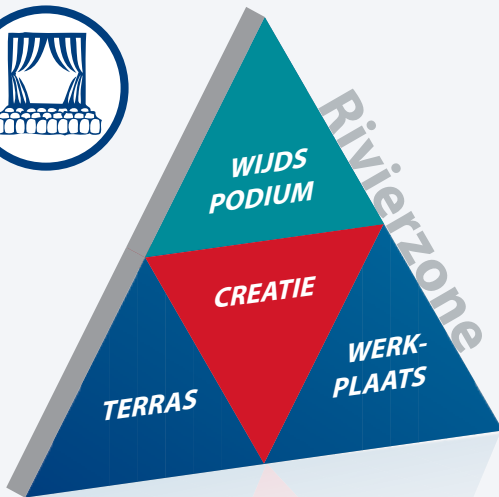 Rivierzone
WIJDS
PODIUM
CREATIE
WERK-
PLAATS
TERRAS